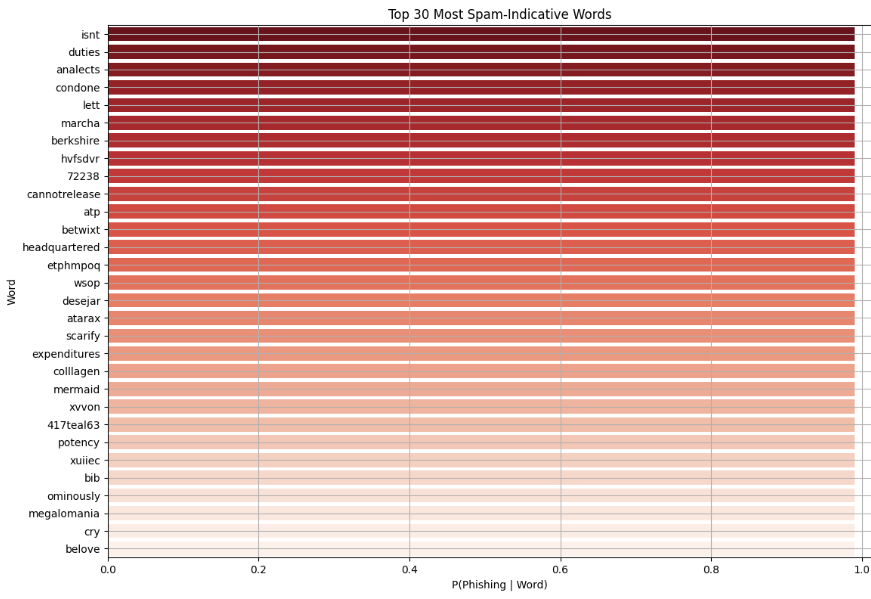 Top 30 Most Spam-Indicative Words
isnt
duties
analects
condone
lett
marcha
berkshire
hvfsdvr
72238
cannotrelease
atp
betwixt
headquartered
etphmpoq
wsop
desejar
atarax
scarify
expenditures
colllagen
mermaid
xvvon
417teal63
potency
xuiiec
bib
ominously
megalomania
cry
belove
Word
0.0 0.2 0.4 0.6 0.8 1.0
P(Phishing | Word)